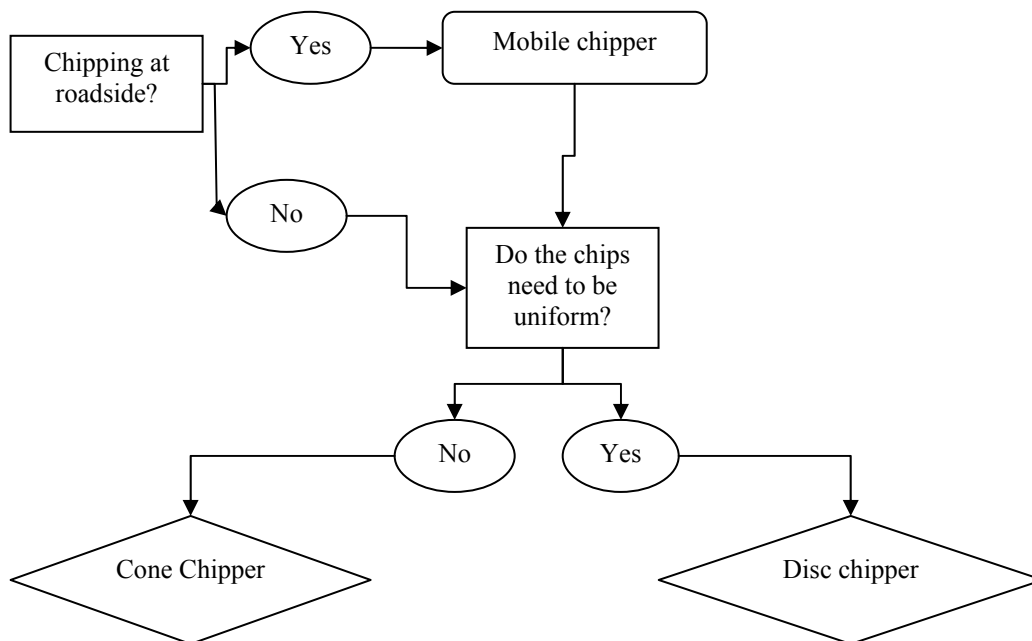 Chipping at
roadside?
Yes
Mobile chipper
No
Do the chips
need to be
uniform?
No
Yes
Cone Chipper
Disc chipper